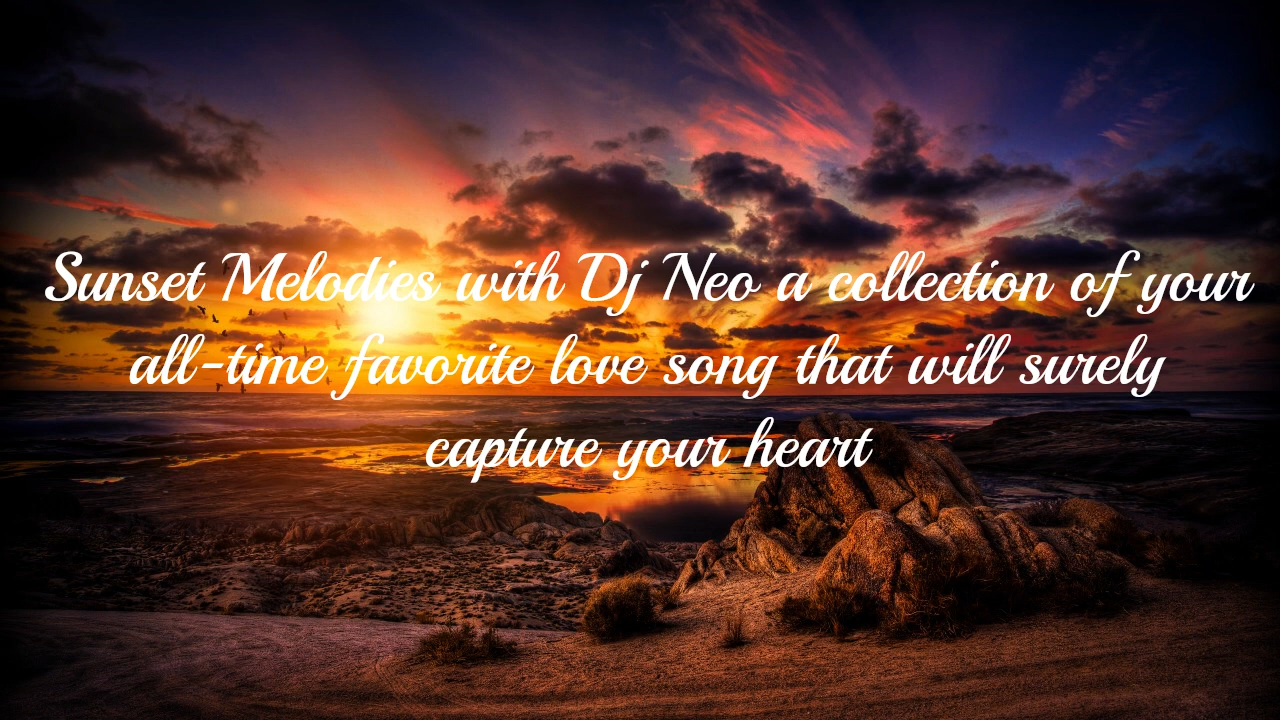 Sunset Melodies with Dj Neo a collection of your
all-time favorite love song that will surely
capture your heart